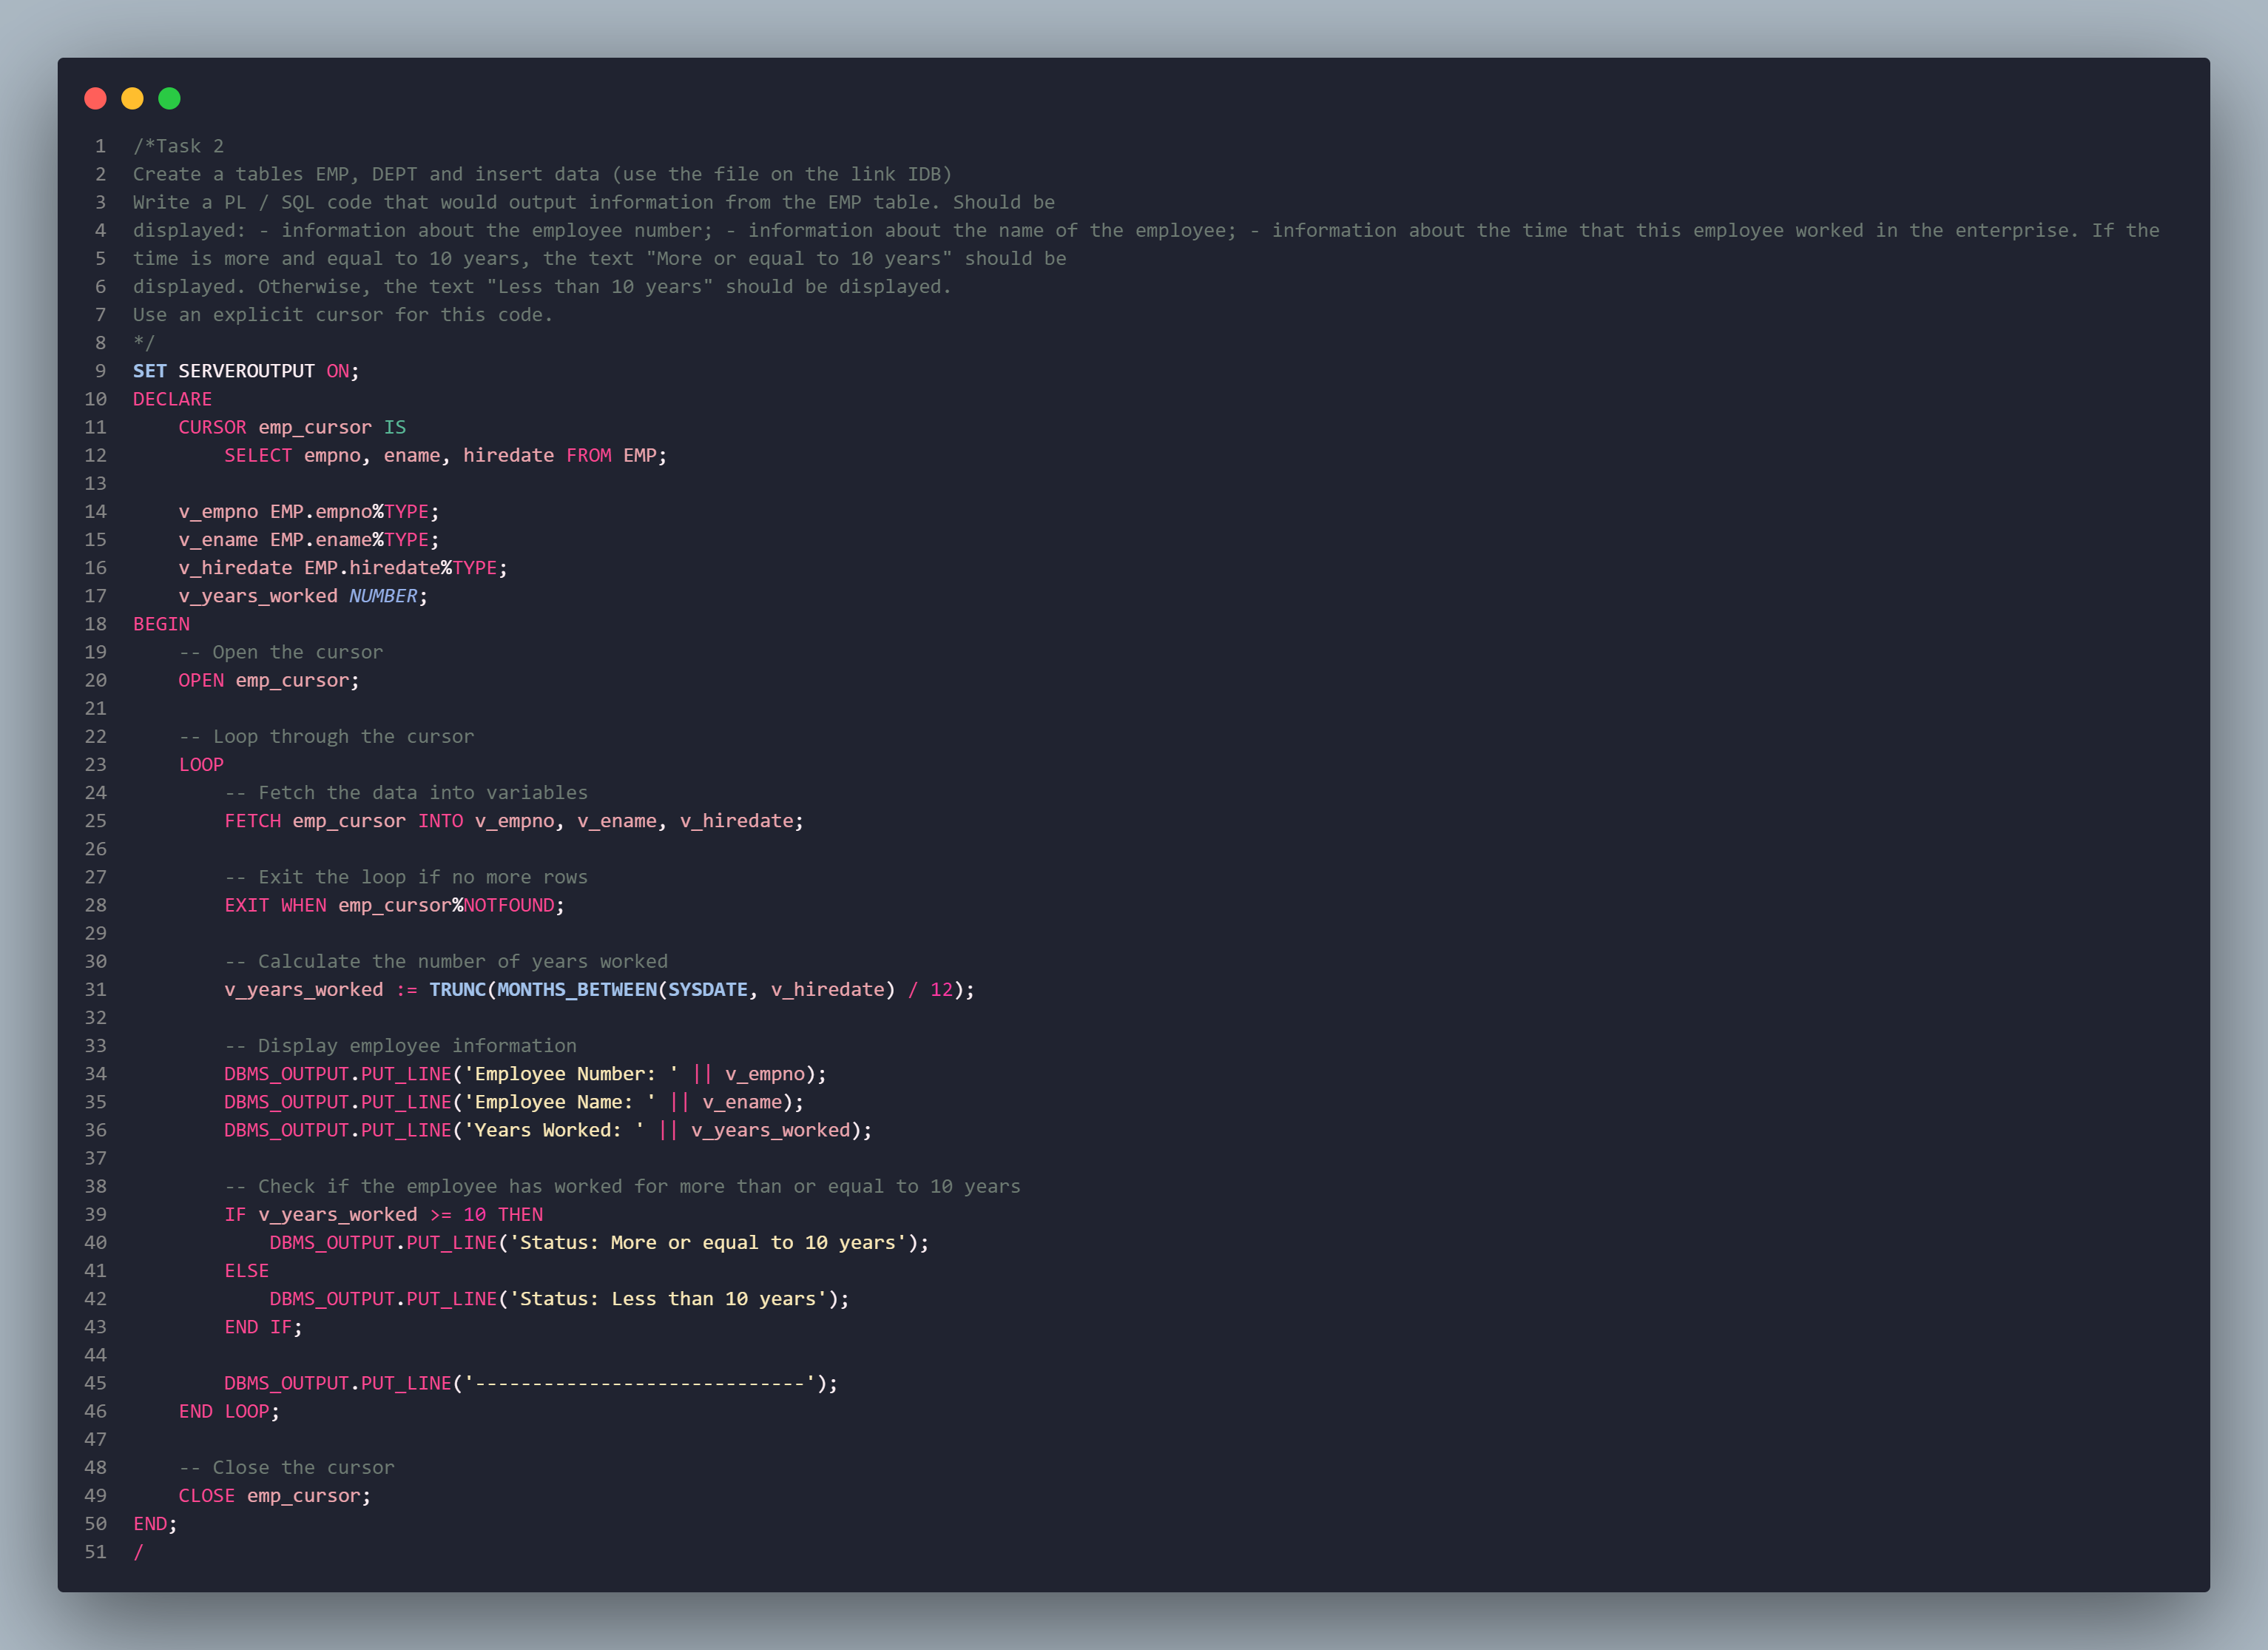 1 /*Task 2
2 Create a tables EMP, DEPT and insert data (use the file on the link IDB)
3 Write a PL / SQL code that would output information from the EMP table. Should be
4 displayed: - information about the employee number; - information about the name of the employee; - information about the time that this employee worked in the enterprise. If the
5 time is more and equal to 10 years, the text "More or equal to 10 years" should be
6 displayed. Otherwise, the text "Less than 10 years" should be displayed.
7 Use an explicit cursor for this code.
8 */
9 SET SERVEROUTPUT ON;
10 DECLARE
11     CURSOR emp_cursor IS
12         SELECT empno, ename, hiredate FROM EMP;
13
14     v_empno EMP.empno%TYPE;
15     v_ename EMP.ename%TYPE;
16     v_hiredate EMP.hiredate%TYPE;
17     v_years_worked NUMBER;
18 BEGIN
19     -- Open the cursor
20     OPEN emp_cursor;
21
22     -- Loop through the cursor
23     LOOP
24         -- Fetch the data into variables
25         FETCH emp_cursor INTO v_empno, v_ename, v_hiredate;
26
27         -- Exit the loop if no more rows
28         EXIT WHEN emp_cursor%NOTFOUND;
29
30         -- Calculate the number of years worked
31         v_years_worked := TRUNC(MONTHS_BETWEEN(SYSDATE, v_hiredate) / 12);
32
33         -- Display employee information
34         DBMS_OUTPUT.PUT_LINE('Employee Number: ' || v_empno);
35         DBMS_OUTPUT.PUT_LINE('Employee Name: ' || v_ename);
36         DBMS_OUTPUT.PUT_LINE('Years Worked: ' || v_years_worked);
37
38         -- Check if the employee has worked for more than or equal to 10 years
39         IF v_years_worked >= 10 THEN
40             DBMS_OUTPUT.PUT_LINE('Status: More or equal to 10 years');
41         ELSE
42             DBMS_OUTPUT.PUT_LINE('Status: Less than 10 years');
43         END IF;
44
45         DBMS_OUTPUT.PUT_LINE('-----------------------------');
46     END LOOP;
47
48     -- Close the cursor
49     CLOSE emp_cursor;
50 END;
51 /